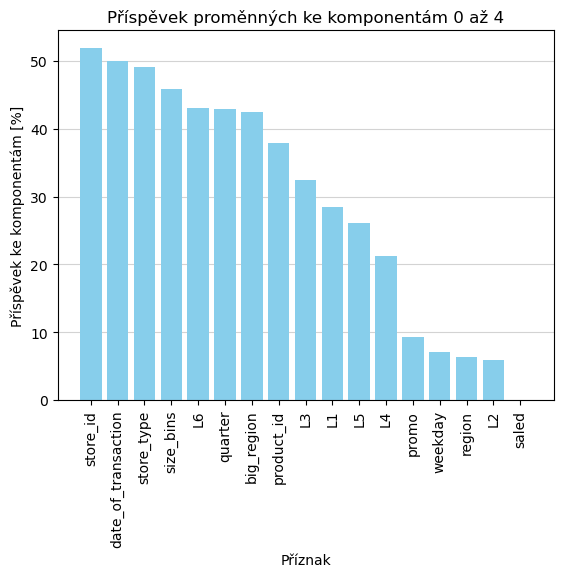 Příspěvek proměnných ke komponentám 0 až 4
Příspěvek ke komponentám [%]
50
40
30
20
10
0
store_id
date_of_transaction
store_type
size_bins
L6
quarter
big_region
product_id
L3
L1
L5
L4
promo
weekday
region
L2
saled
Příznak